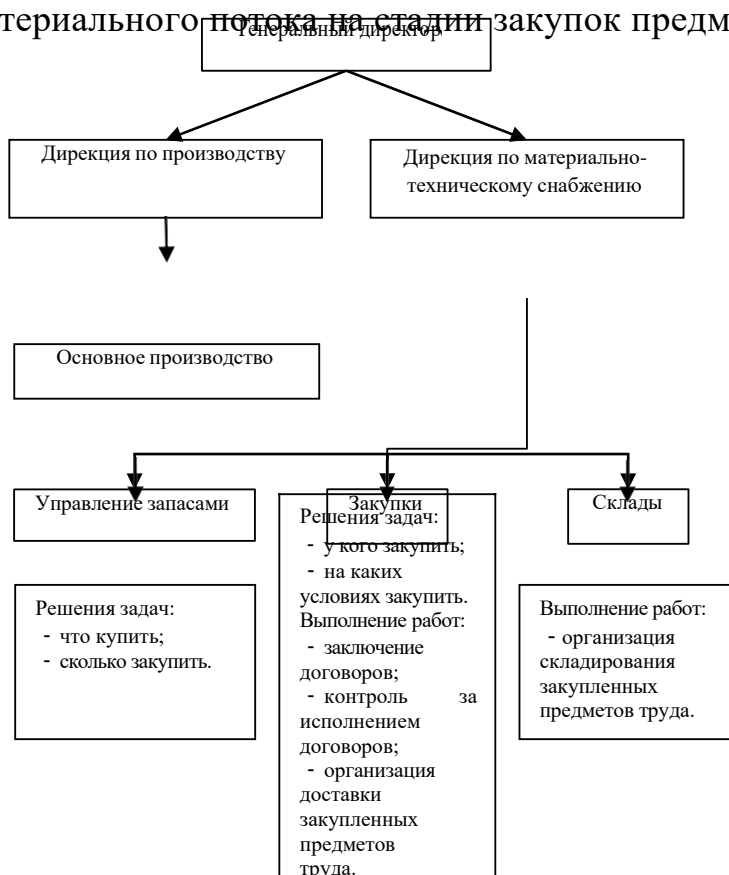 териального потока на стадии закупок предм
Генеральный директор
Дирекция по производству
Дирекция по материально-
техническому снабжению
Основное производство
Управление запасами
Закупки
Склады
Решения задач:
- что купить;
- сколько закупить.
Решения задач:
- у кого закупить;
- на каких
условиях закупить.
Выполнение работ:
- заключение
договоров;
- контроль за
исполнением
договоров;
- организация
доставки
закупленных
предметов
труда.
Выполнение работ:
- организация
складирования
закупленных
предметов труда.